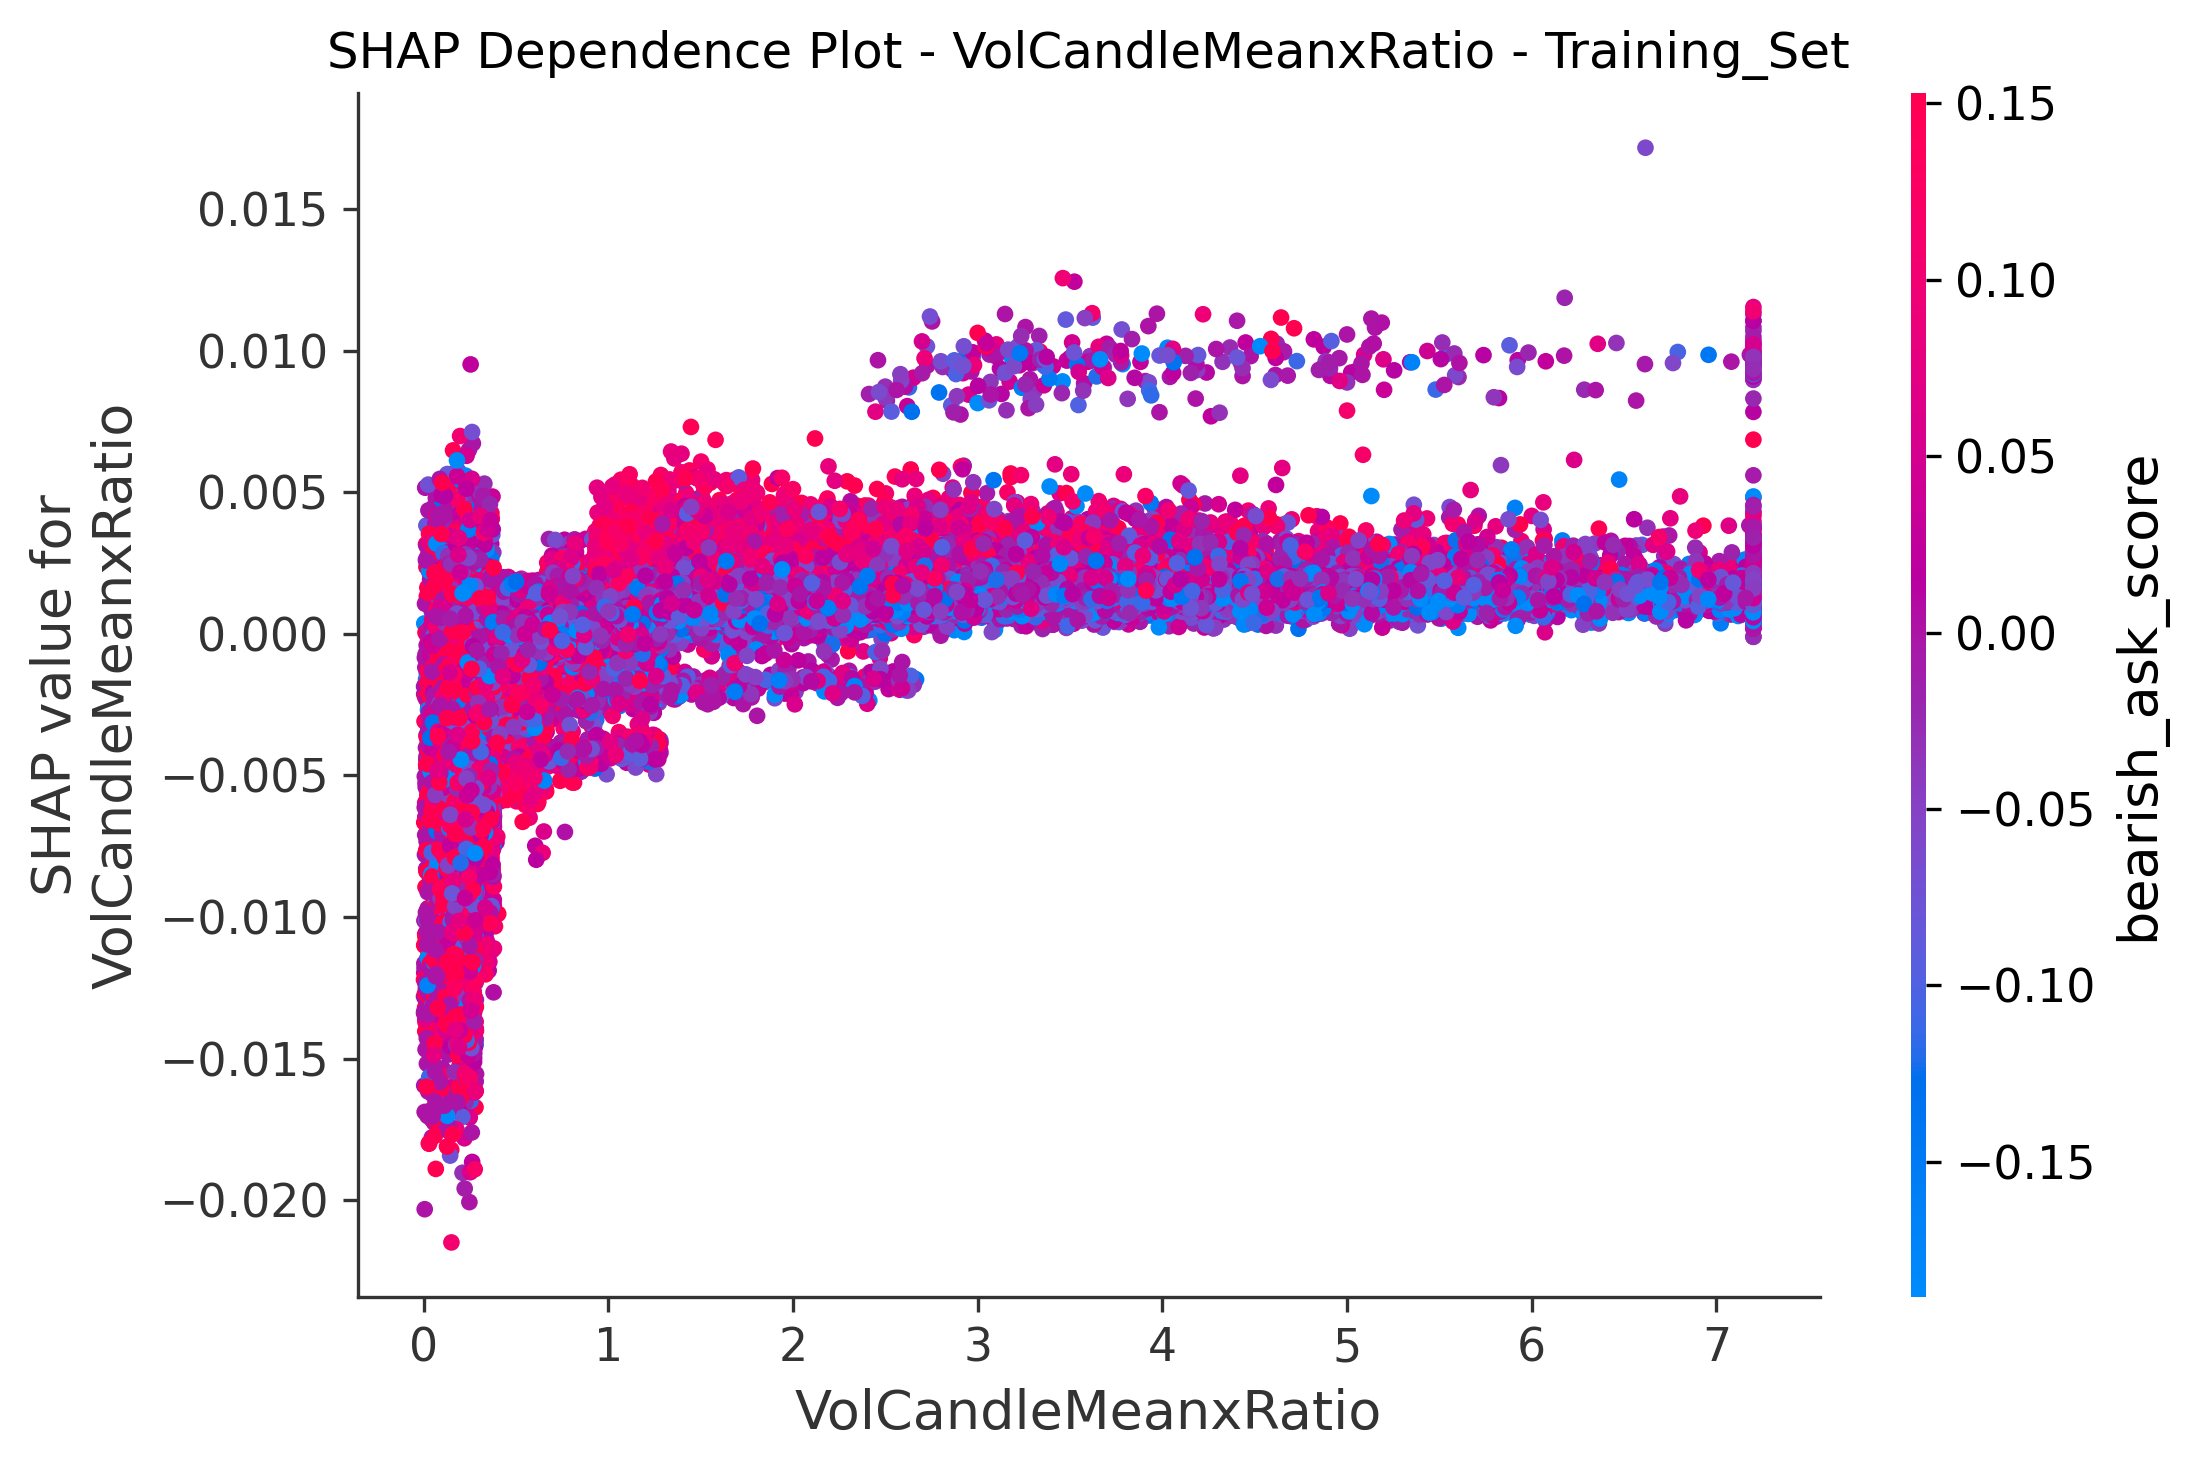 SHAP Dependence Plot - VolCandleMeanxRatio - Training_Set
SHAP value for
VolCandleMeanxRatio
0.015
0.010
0.005
0.000
−0.005
−0.010
−0.015
−0.020
0 1 2 3 4 5 6 7
VolCandleMeanxRatio
0.15
0.10
0.05
0.00
−0.05
−0.10
−0.15
bearish_ask_score